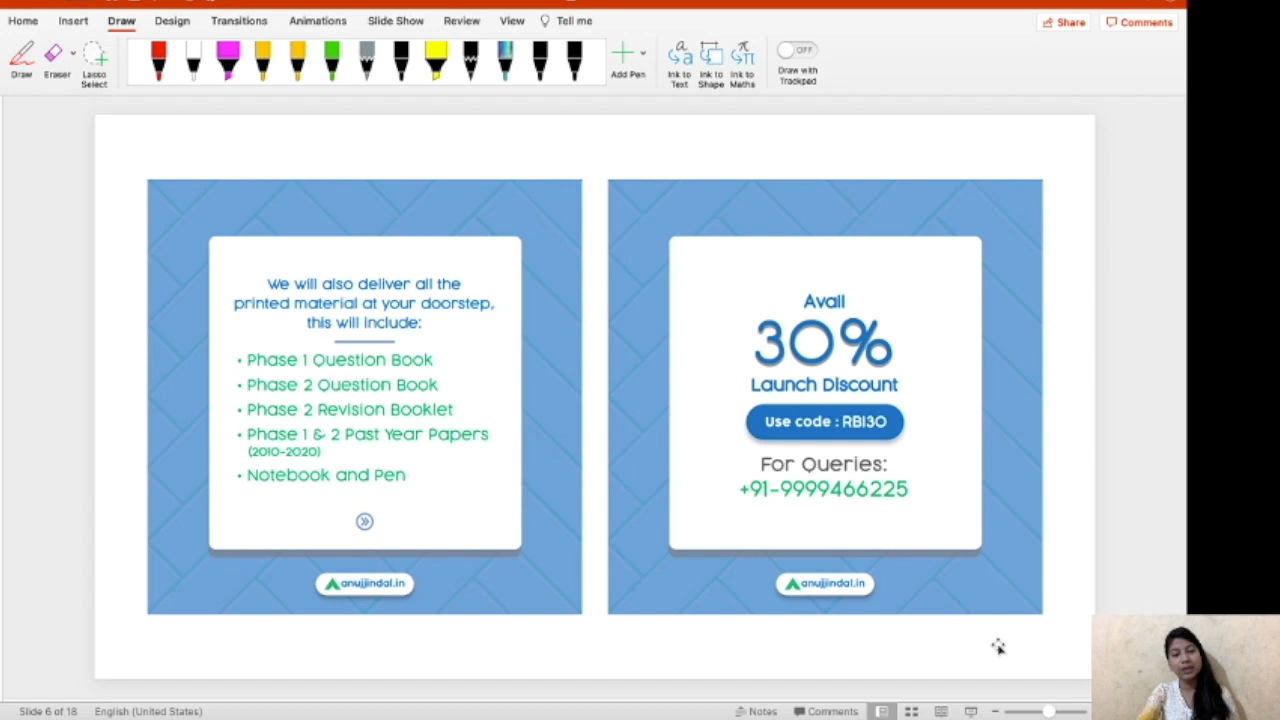 Home Insert Draw Design Transitions Animations Slide Show Review View Tell me
Share Comments
Draw Eraser Lasso Select
Add Pen
Ink to Text
Ink to Shape
Ink to Maths
OFF
Draw with Trackpad
We will also deliver all the
printed material at your doorstep,
this will include:
• Phase 1 Question Book
• Phase 2 Question Book
• Phase 2 Revision Booklet
• Phase 1 & 2 Past Year Papers
(2010-2020)
• Notebook and Pen
anujjindal.in
Avail
30%
Launch Discount
Use code : RBI30
For Queries:
+91-9999466225
anujjindal.in
Slide 6 of 18 English (United States)
Notes Comments